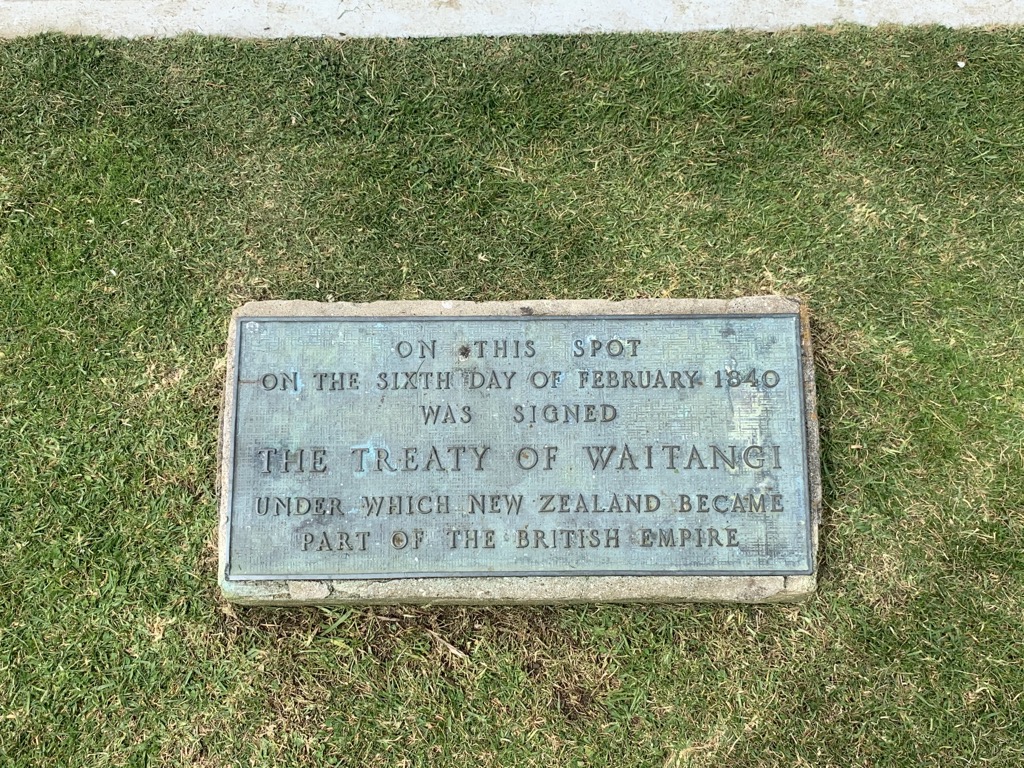 ON THIS SPOT
ON THE SIXTH DAY OF FEBRUARY 1840
WAS SIGNED
THE TREATY OF WAITANGI
UNDER WHICH NEW ZEALAND BECAME
PART OF THE BRITISH EMPIRE